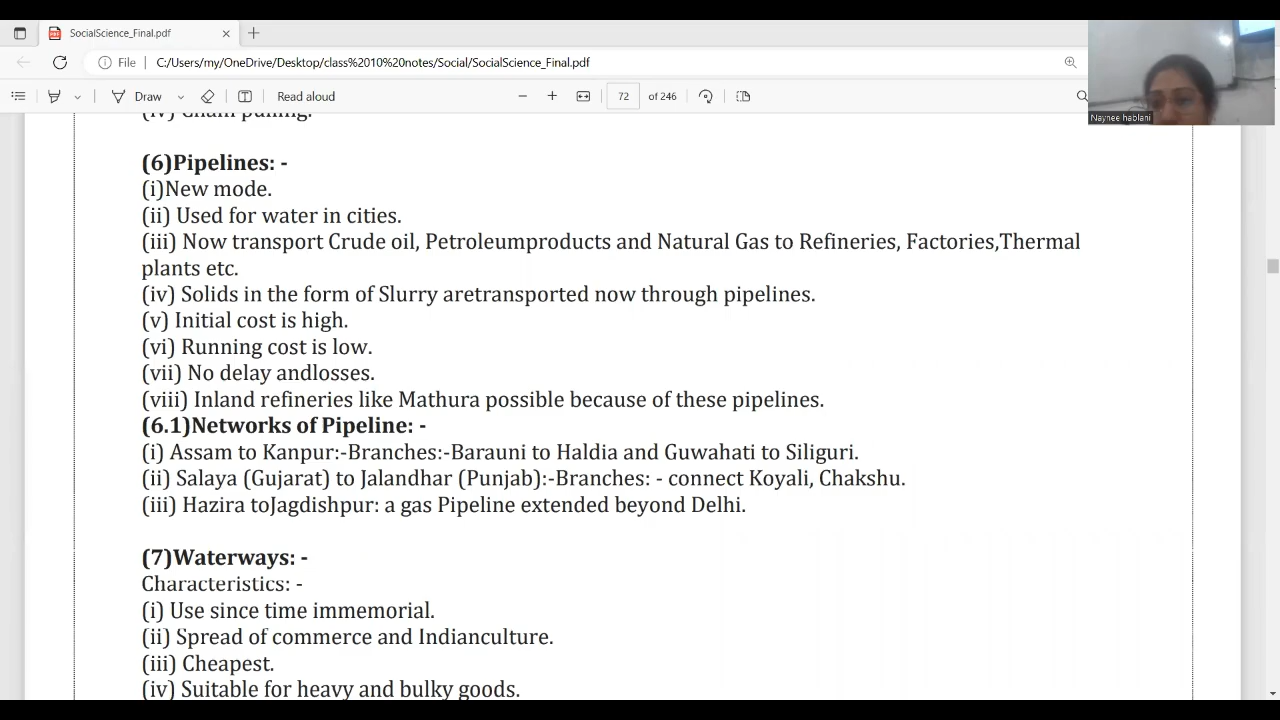 SocialScience_Final.pdf
File
C:/Users/my/OneDrive/Desktop/class%2010%20notes/Social/SocialScience_Final.pdf
Draw
Read aloud
72
of 246
Naynee hablani
(iv) Chain pulling.
(6)Pipelines: -
(i)New mode.
(ii) Used for water in cities.
(iii) Now transport Crude oil, Petroleumproducts and Natural Gas to Refineries, Factories,Thermal
plants etc.
(iv) Solids in the form of Slurry aretransported now through pipelines.
(v) Initial cost is high.
(vi) Running cost is low.
(vii) No delay andlosses.
(viii) Inland refineries like Mathura possible because of these pipelines.
(6.1)Networks of Pipeline: -
(i) Assam to Kanpur:-Branches:-Barauni to Haldia and Guwahati to Siliguri.
(ii) Salaya (Gujarat) to Jalandhar (Punjab):-Branches: - connect Koyali, Chakshu.
(iii) Hazira toJagdishpur: a gas Pipeline extended beyond Delhi.
(7)Waterways: -
Characteristics: -
(i) Use since time immemorial.
(ii) Spread of commerce and Indianculture.
(iii) Cheapest.
(iv) Suitable for heavy and bulky goods.